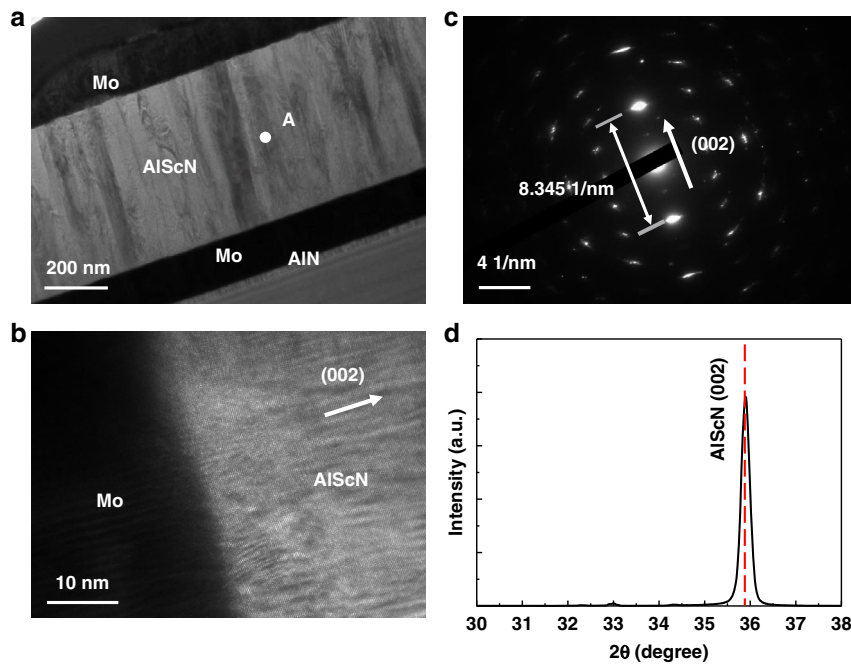 a
Mo
A
AlScN
Mo
AlN
200 nm
b
(002)
AlScN
Mo
10 nm
c
(002)
8.345 1/nm
4 1/nm
d
AlScN (002)
Intensity (a.u.)
30 31 32 33 34 35 36 37 38
2θ (degree)